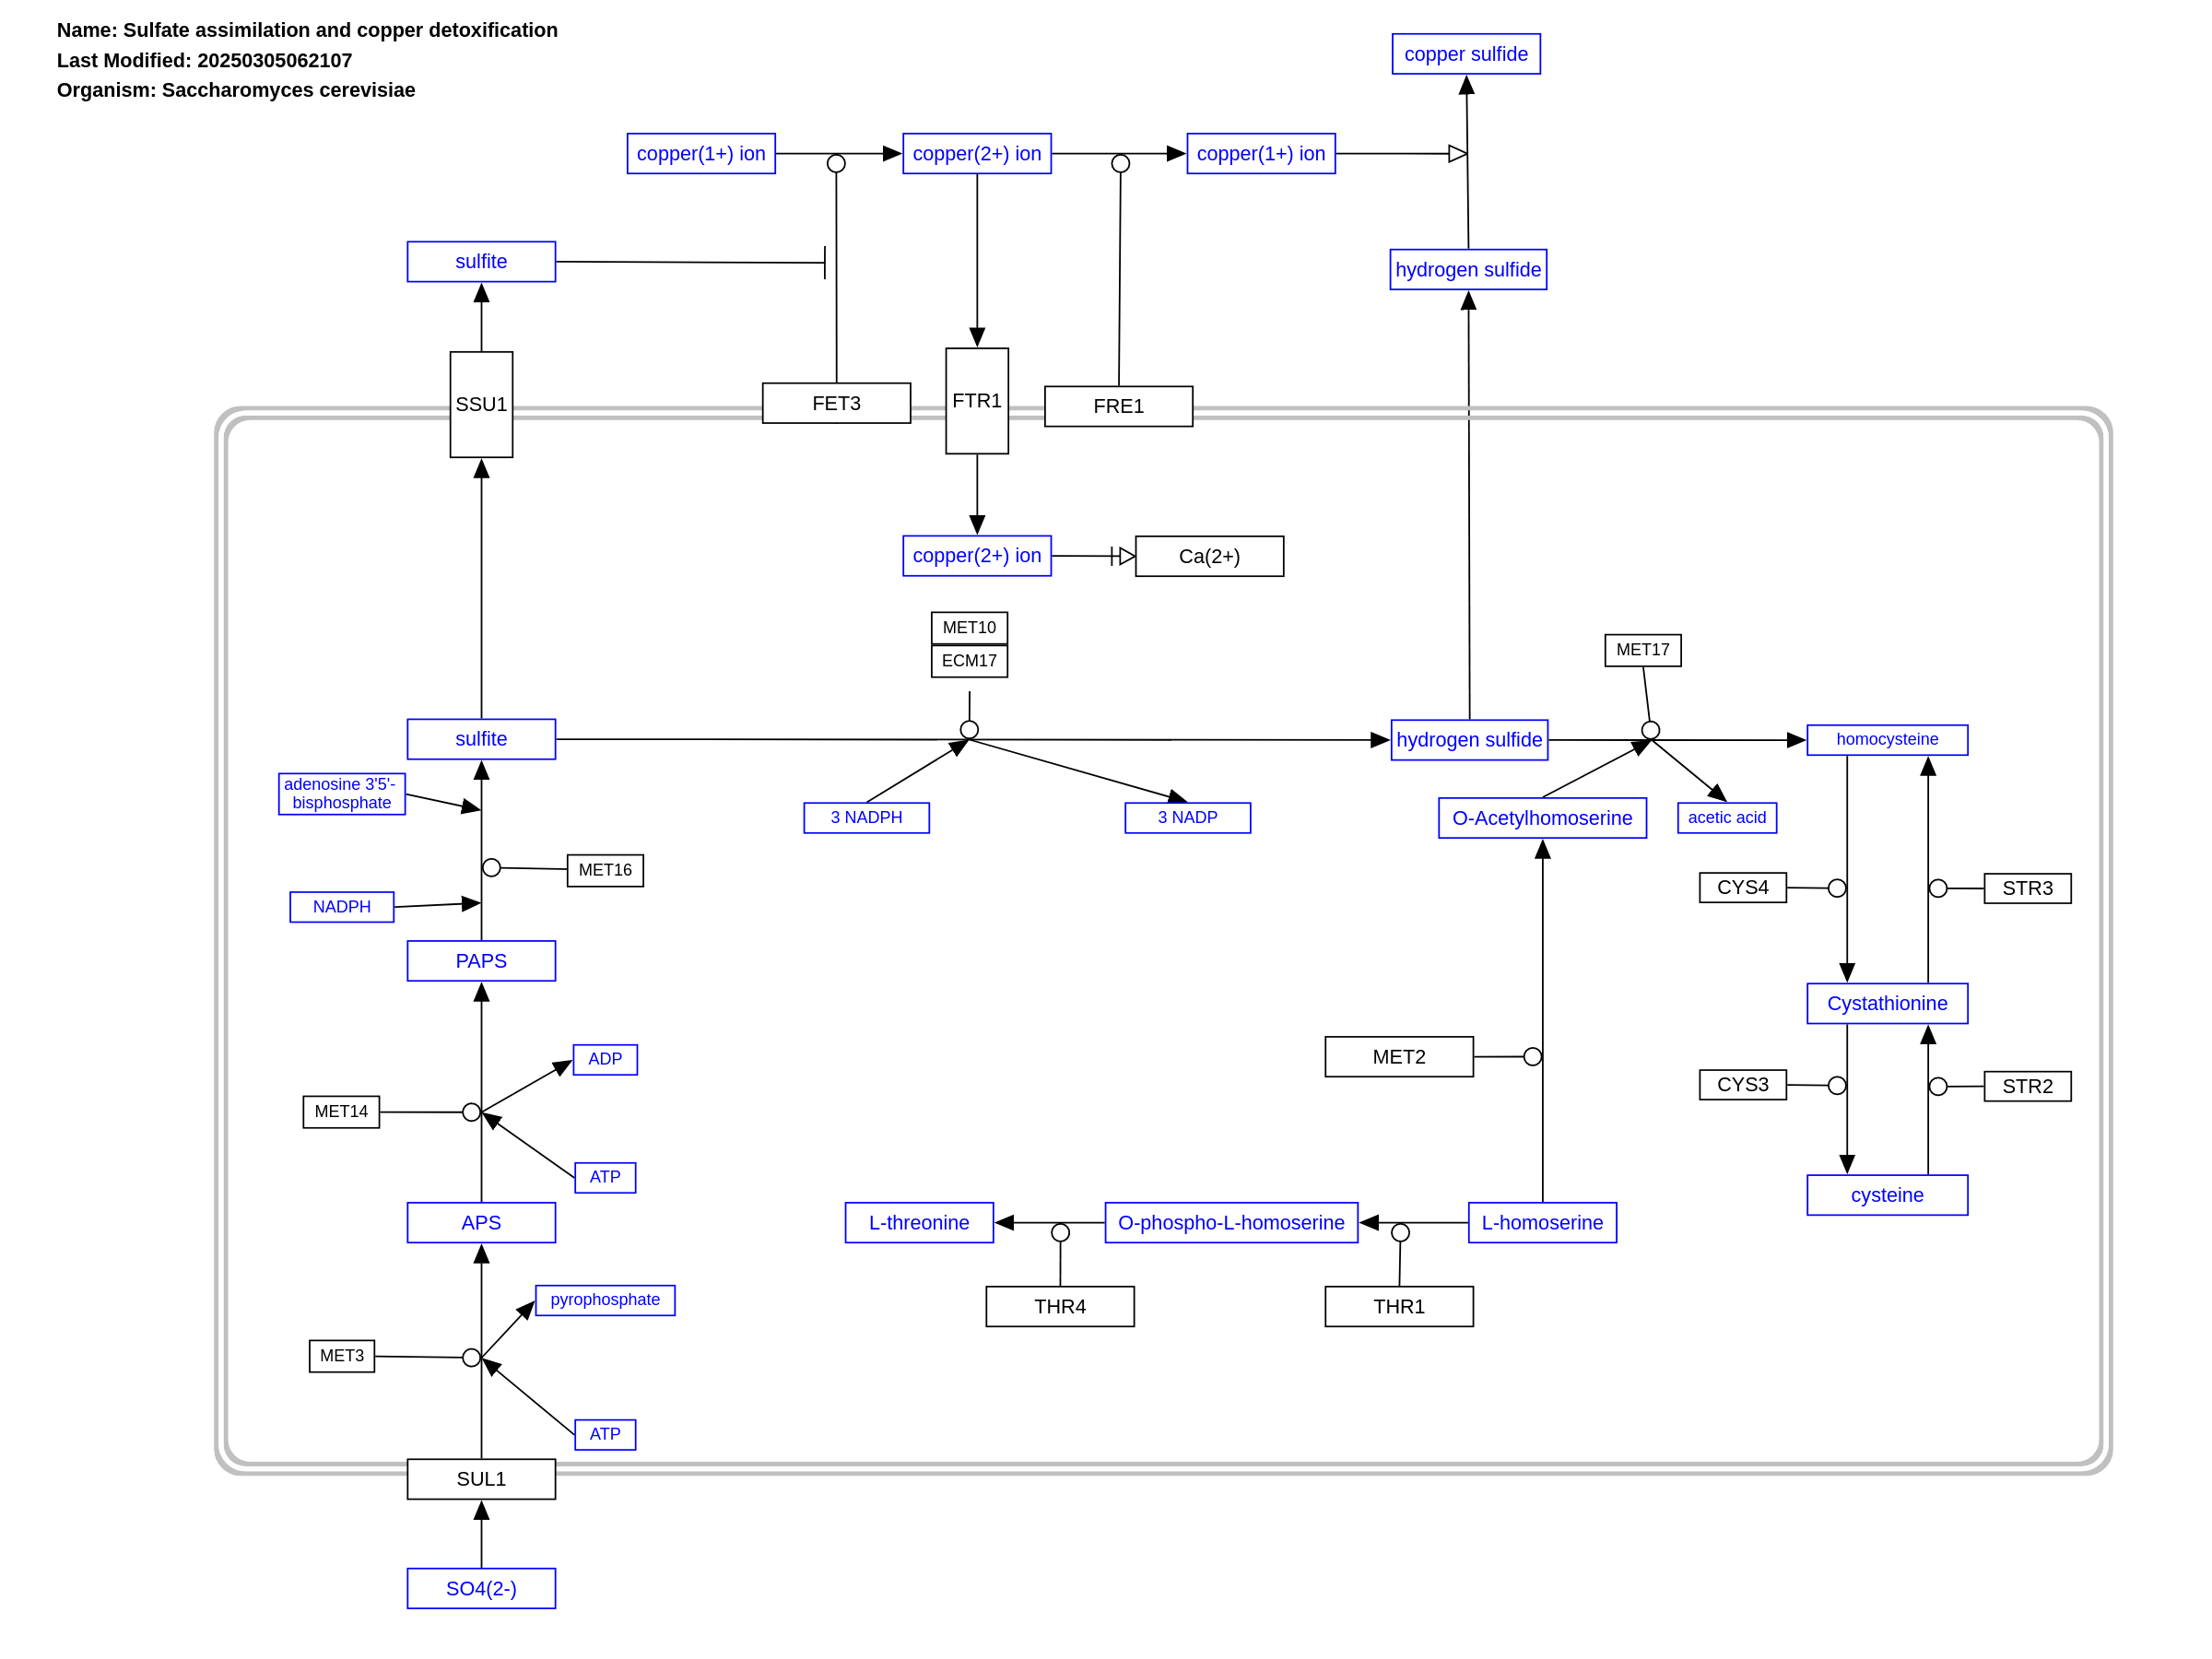 Name: Sulfate assimilation and copper detoxification
Last Modified: 20250305062107
Organism: Saccharomyces cerevisiae
copper sulfide
copper(1+) ion
copper(2+) ion
copper(1+) ion
sulfite
hydrogen sulfide
SSU1
FET3
FTR1
FRE1
copper(2+) ion
Ca(2+)
MET10
ECM17
MET17
sulfite
hydrogen sulfide
homocysteine
adenosine 3'5'-
bisphosphate
3 NADPH
3 NADP
O-Acetylhomoserine
acetic acid
MET16
CYS4
STR3
NADPH
PAPS
Cystathionine
ADP
MET2
CYS3
STR2
MET14
ATP
cysteine
APS
L-threonine
O-phospho-L-homoserine
L-homoserine
pyrophosphate
THR4
THR1
MET3
ATP
SUL1
SO4(2-)